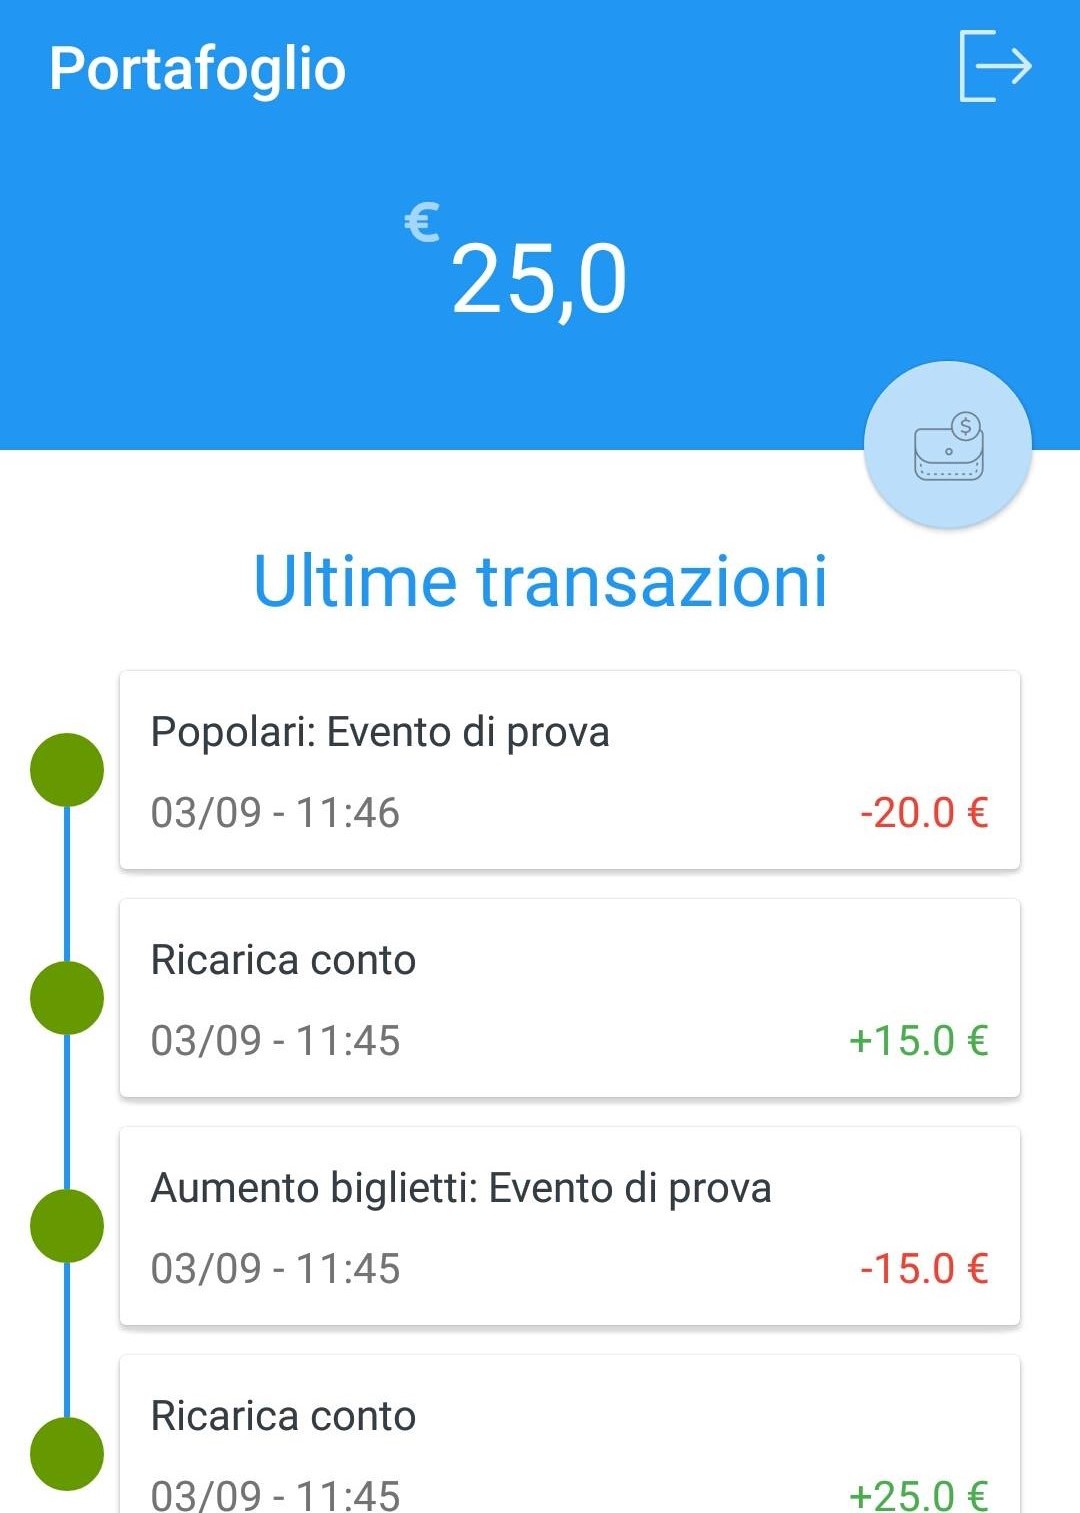 Portafoglio
€ 25,0
$
Ultime transazioni
Popolari: Evento di prova
03/09 - 11:46 -20.0 €
Ricarica conto
03/09 - 11:45 +15.0 €
Aumento biglietti: Evento di prova
03/09 - 11:45 -15.0 €
Ricarica conto
03/09 - 11:45 +25.0 €